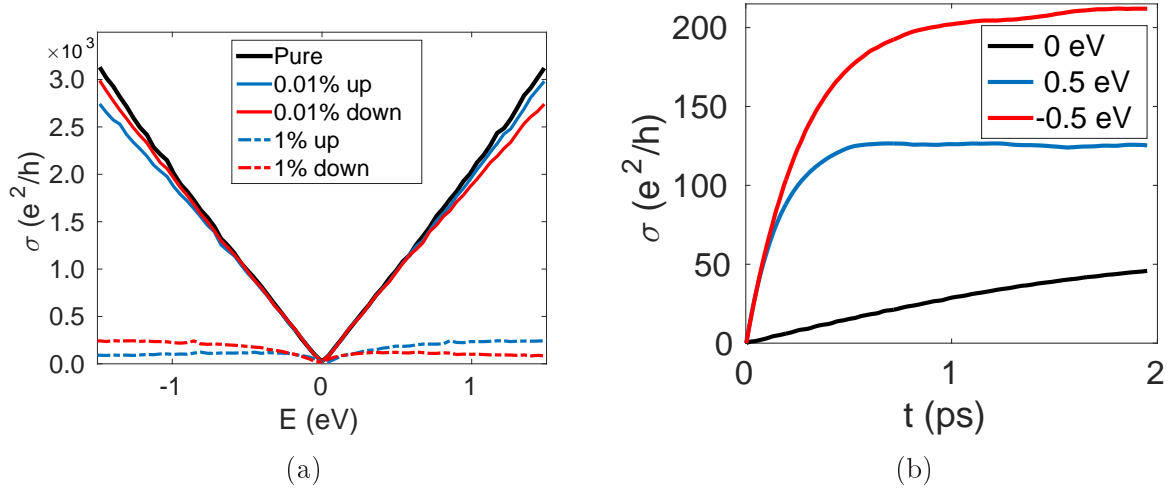 ×10³
3.0
2.5
2.0
1.5
1.0
0.5
0.0
σ (e²/h)
-1 0 1
E (eV)
Pure
0.01% up
0.01% down
1% up
1% down
(a)
200
150
100
50
0
σ (e²/h)
0 1 2
t (ps)
0 eV
0.5 eV
-0.5 eV
(b)